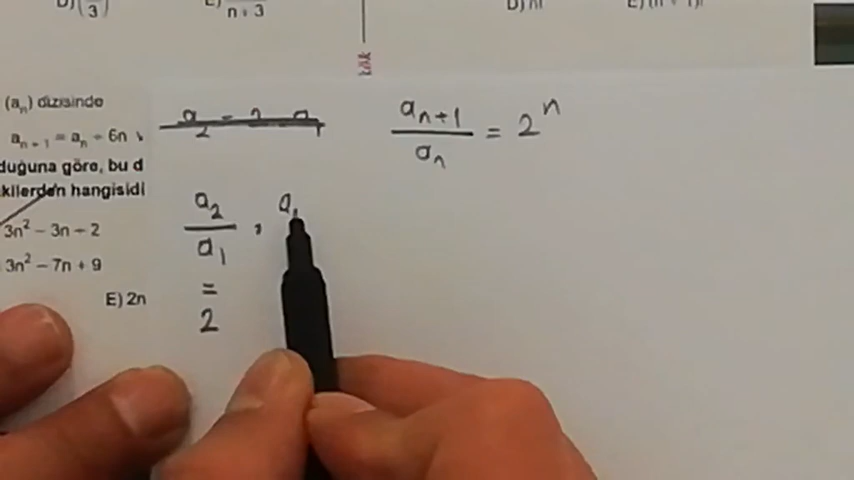 n+3
(aₙ) dizisinde
aₙ₊₁ = aₙ + 6n
duğuna göre, bu d
kilerden hangisidi
3n² – 3n + 2
3n² – 7n + 9
E) 2n
aₙ₊₁ / aₙ = 2ⁿ
a₂ / a₁ , a
=
2